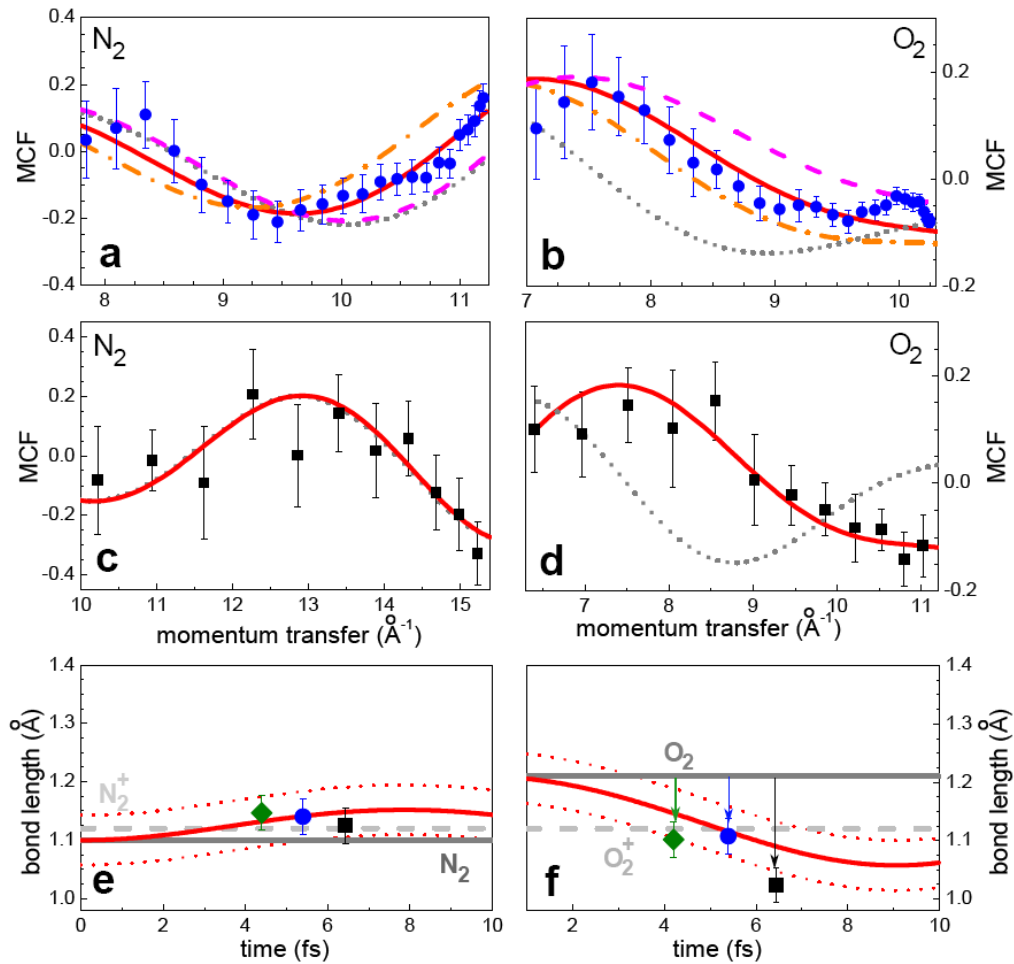 N2 O2
0.4
0.2
0.0
-0.2
-0.4
MCF
a
8 9 10 11
0.2
0.0
-0.2
MCF
b
7 8 9 10
N2 O2
0.4
0.2
0.0
-0.2
-0.4
MCF
c
10 11 12 13 14 15
momentum transfer (Å⁻¹)
0.2
0.0
-0.2
MCF
d
7 8 9 10 11
momentum transfer (Å⁻¹)
1.4
1.3
1.2
1.1
1.0
bond length (Å)
N2+
N2
e
0 2 4 6 8 10
time (fs)
1.4
1.3
1.2
1.1
1.0
bond length (Å)
O2
O2+
f
2 4 6 8 10
time (fs)